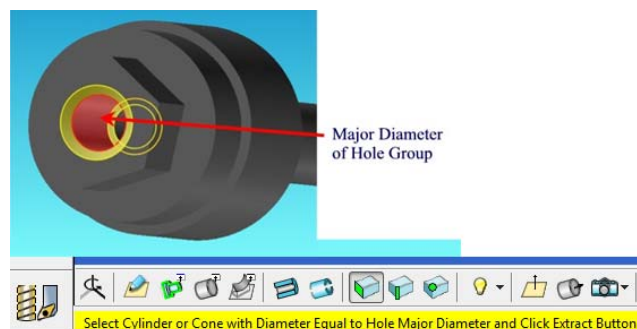 Major Diameter
of Hole Group
Select Cylinder or Cone with Diameter Equal to Hole Major Diameter and Click Extract Button